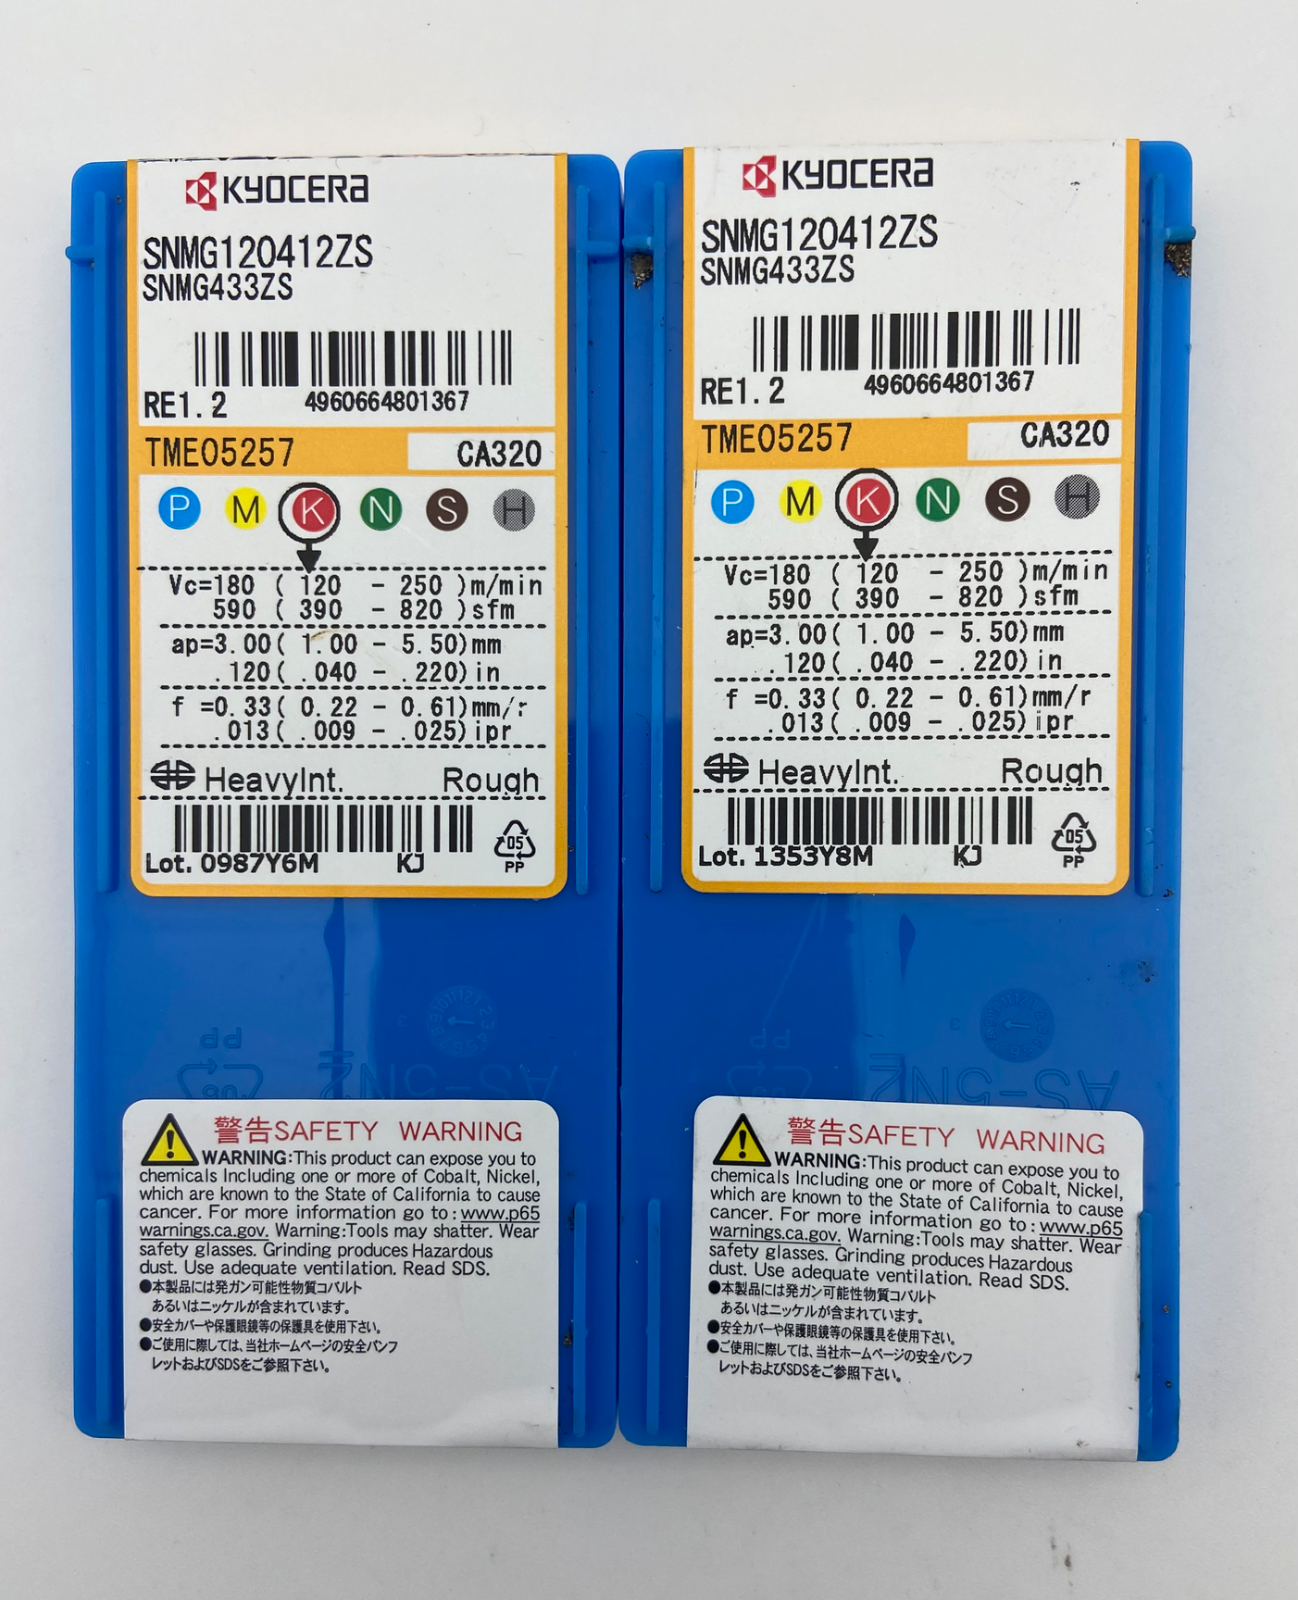 KYOCERA
SNMG120412ZS
SNMG433ZS
RE1.2 4960664801367
TME05257 CA320
P M K N S H
Vc=180 ( 120 - 250 )m/min
590 ( 390 - 820 )sfm
ap=3.00( 1.00 - 5.50)mm
.120( .040 - .220)in
f =0.33( 0.22 - 0.61)mm/r
.013( .009 - .025)ipr
HeavyInt. Rough
Lot. 0987Y6M KJ
05
PP
PP
AS-5N2
警告SAFETY WARNING
WARNING:This product can expose you to
chemicals Including one or more of Cobalt, Nickel,
which are known to the State of California to cause
cancer. For more information go to : www.p65
warnings.ca.gov. Warning:Tools may shatter. Wear
safety glasses. Grinding produces Hazardous
dust. Use adequate ventilation. Read SDS.
●本製品には発ガン可能性物質コバルト
あるいはニッケルが含まれています。
●安全カバーや保護眼鏡等の保護具を使用下さい。
●ご使用に際しては、当社ホームページの安全パンフ
レットおよびSDSをご参照下さい。
KYOCERA
SNMG120412ZS
SNMG433ZS
RE1.2 4960664801367
TME05257 CA320
P M K N S H
Vc=180 ( 120 - 250 )m/min
590 ( 390 - 820 )sfm
ap=3.00( 1.00 - 5.50)mm
.120( .040 - .220)in
f =0.33( 0.22 - 0.61)mm/r
.013( .009 - .025)ipr
HeavyInt. Rough
Lot. 1353Y8M KJ
05
PP
PP
AS-5N2
警告SAFETY WARNING
WARNING:This product can expose you to
chemicals Including one or more of Cobalt, Nickel,
which are known to the State of California to cause
cancer. For more information go to : www.p65
warnings.ca.gov. Warning:Tools may shatter. Wear
safety glasses. Grinding produces Hazardous
dust. Use adequate ventilation. Read SDS.
●本製品には発ガン可能性物質コバルト
あるいはニッケルが含まれています。
●安全カバーや保護眼鏡等の保護具を使用下さい。
●ご使用に際しては、当社ホームページの安全パンフ
レットおよびSDSをご参照下さい。